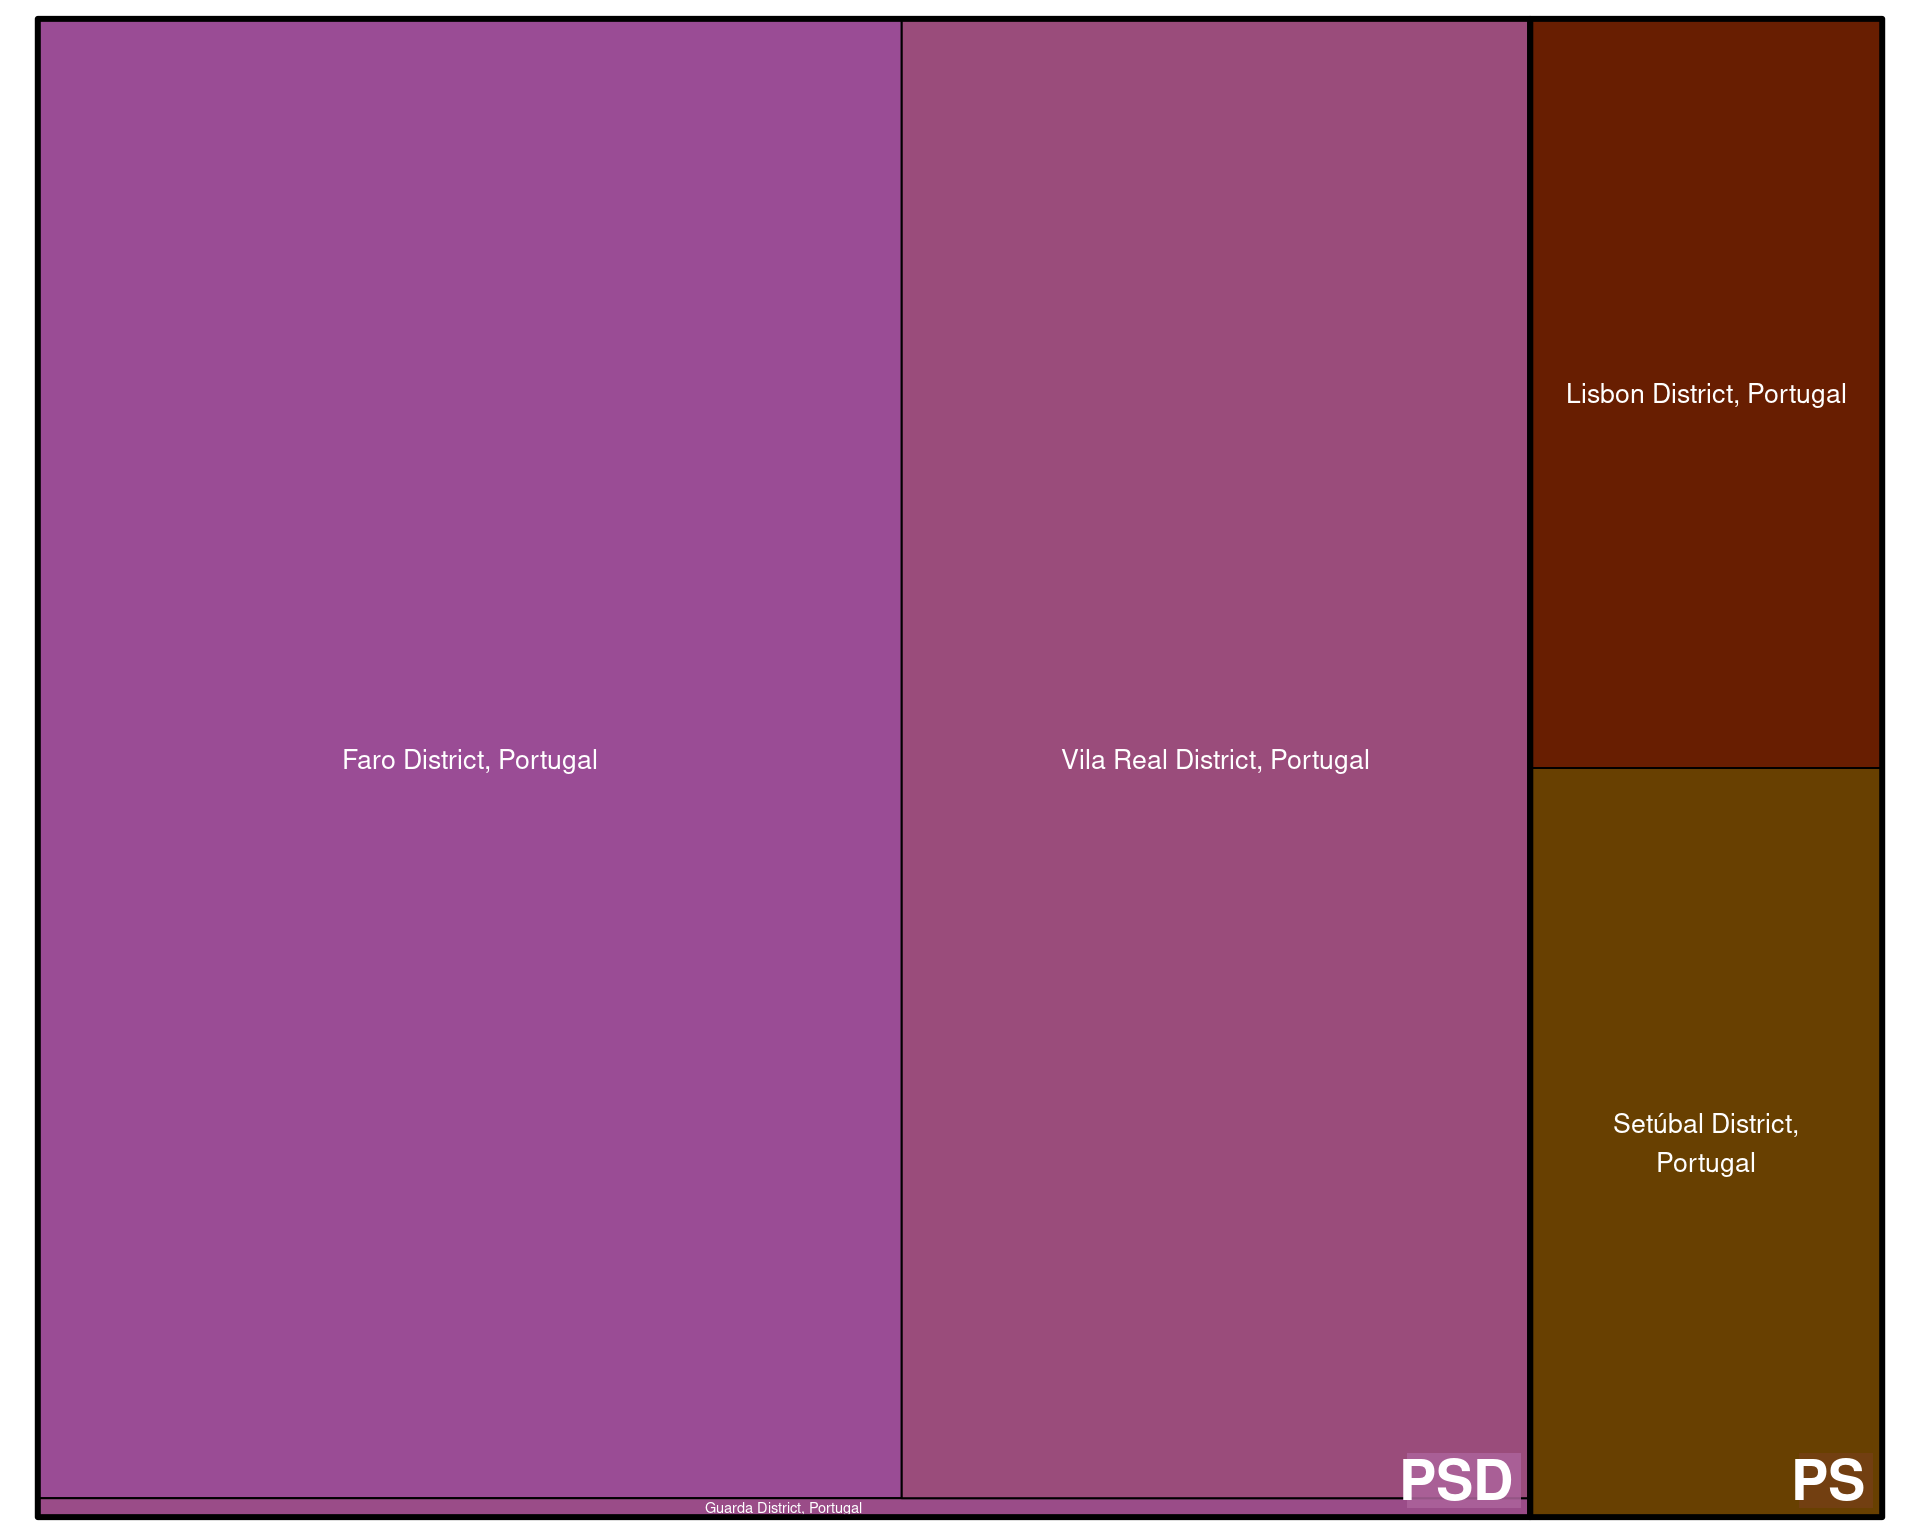 Lisbon District, Portugal
Faro District, Portugal
Vila Real District, Portugal
Setúbal District,
Portugal
PSD
PS
Guarda District, Portugal